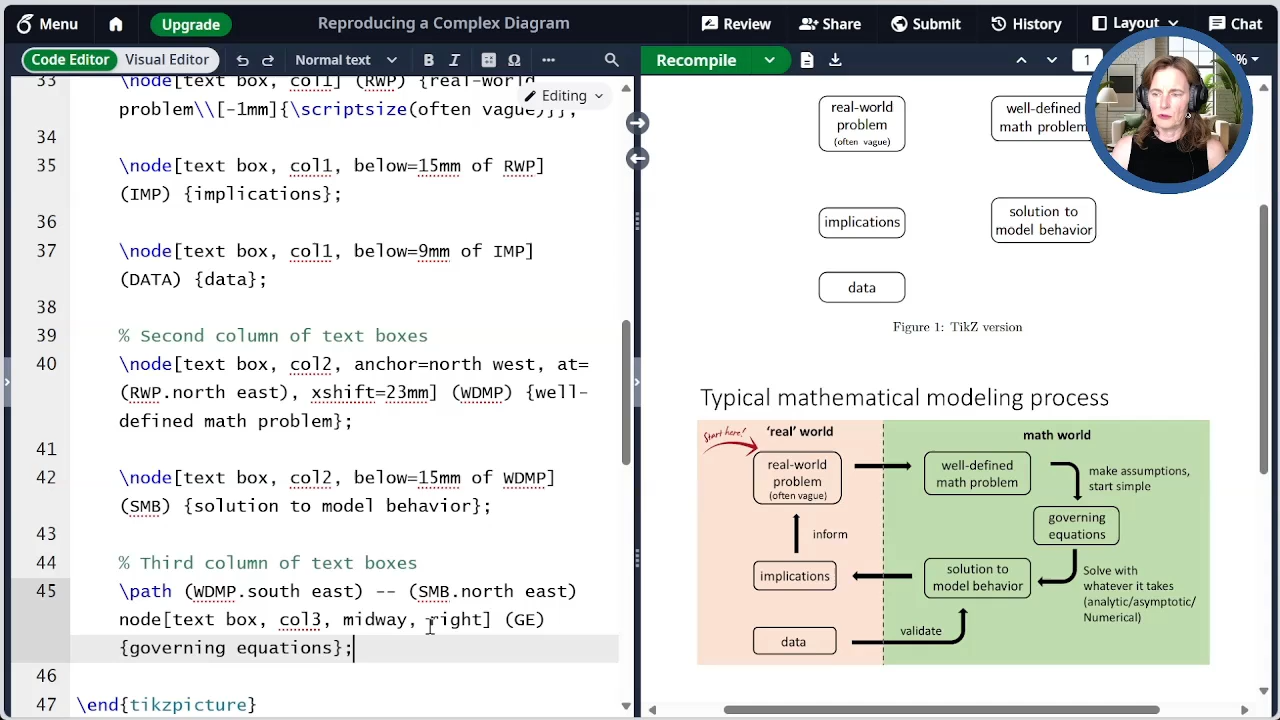 Menu
Upgrade
Reproducing a Complex Diagram
Review
Share
Submit
History
Layout
Chat
Code Editor
Visual Editor
Normal text
B
I
Ω
Recompile
1
Editing
33
\node[text box, col1] (RWP) {real-world
problem\\[-1mm]{\scriptsize(often vague)}};
34
35
\node[text box, col1, below=15mm of RWP]
(IMP) {implications};
36
37
\node[text box, col1, below=9mm of IMP]
(DATA) {data};
38
39
% Second column of text boxes
40
\node[text box, col2, anchor=north west, at=
(RWP.north east), xshift=23mm] (WDMP) {well-
defined math problem};
41
42
\node[text box, col2, below=15mm of WDMP]
(SMB) {solution to model behavior};
43
44
% Third column of text boxes
45
\path (WDMP.south east) -- (SMB.north east)
node[text box, col3, midway, right] (GE)
{governing equations};
46
47
\end{tikzpicture}
real-world
problem
(often vague)
well-defined
math problem
implications
solution to
model behavior
data
Figure 1: TikZ version
Typical mathematical modeling process
Start here!
'real' world
math world
real-world
problem
(often vague)
well-defined
math problem
make assumptions,
start simple
governing
equations
inform
implications
solution to
model behavior
Solve with
whatever it takes
(analytic/asymptotic/
Numerical)
validate
data